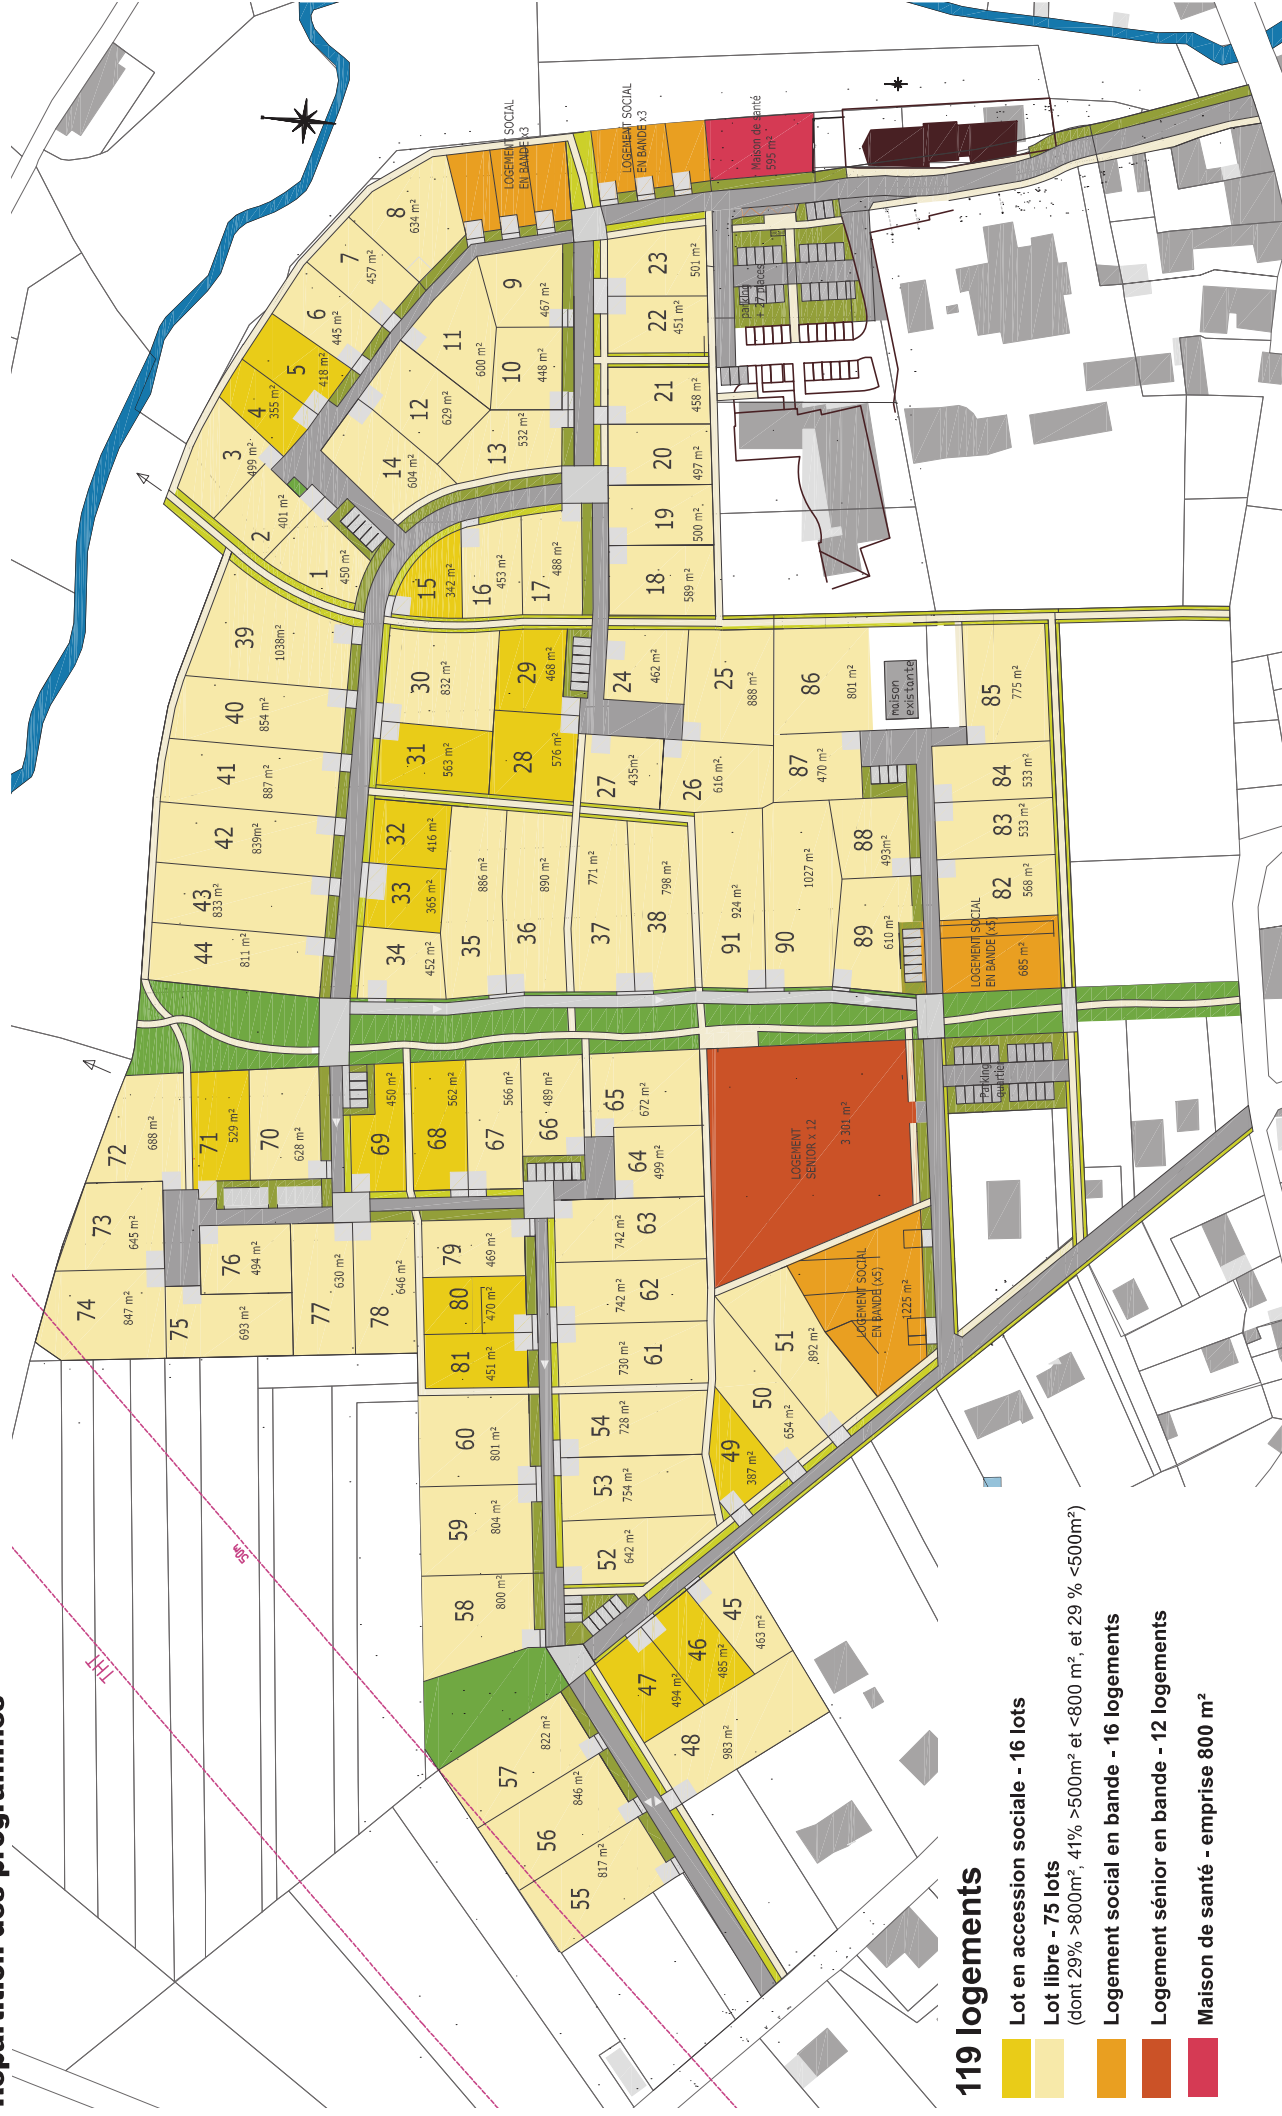 Répartition des programmes
1
450 m²
2
401 m²
3
499 m²
4
355 m²
5
418 m²
6
445 m²
7
457 m²
8
634 m²
9
467 m²
10
448 m²
11
600 m²
12
629 m²
13
532 m²
14
604 m²
15
342 m²
16
453 m²
17
488 m²
18
589 m²
19
500 m²
20
497 m²
21
458 m²
22
451 m²
23
501 m²
24
462 m²
25
888 m²
26
616 m²
27
435m²
28
576 m²
29
468 m²
30
832 m²
31
563 m²
32
416 m²
33
365 m²
34
452 m²
35
886 m²
36
890 m²
37
771 m²
38
798 m²
39
1038m²
40
854 m²
41
887 m²
42
839m²
43
833 m²
44
811 m²
45
463 m²
46
485 m²
47
494 m²
48
983 m²
49
387 m²
50
654 m²
51
892 m²
52
642 m²
53
754 m²
54
728 m²
55
817 m²
56
846 m²
57
822 m²
58
800 m²
59
804 m²
60
801 m²
61
730 m²
62
742 m²
63
742 m²
64
499 m²
65
672 m²
66
489 m²
67
566 m²
68
562 m²
69
450 m²
70
628 m²
71
529 m²
72
688 m²
73
645 m²
74
847 m²
75
693 m²
76
494 m²
77
630 m²
78
646 m²
79
469 m²
80
470 m²
81
451 m²
82
568 m²
83
533 m²
84
533 m²
85
775 m²
86
801 m²
87
470 m²
88
493m²
89
610 m²
90
1027 m²
91
924 m²
LOGEMENT SOCIAL
EN BANDE x3
LOGEMENT SOCIAL
EN BANDE x3
Maison de santé
595 m²
parking
+ 27 places
maison
existante
LOGEMENT SOCIAL
EN BANDE (x5)
685 m²
LOGEMENT
SENIOR x 12
3 301 m²
LOGEMENT SOCIAL
EN BANDE (x5)
1225 m²
Parking
quartier
THT
50m
119 logements
Lot en accession sociale - 16 lots
Lot libre - 75 lots
(dont 29% >800m², 41% >500m² et <800 m², et 29 % <500m²)
Logement social en bande - 16 logements
Logement sénior en bande - 12 logements
Maison de santé - emprise 800 m²